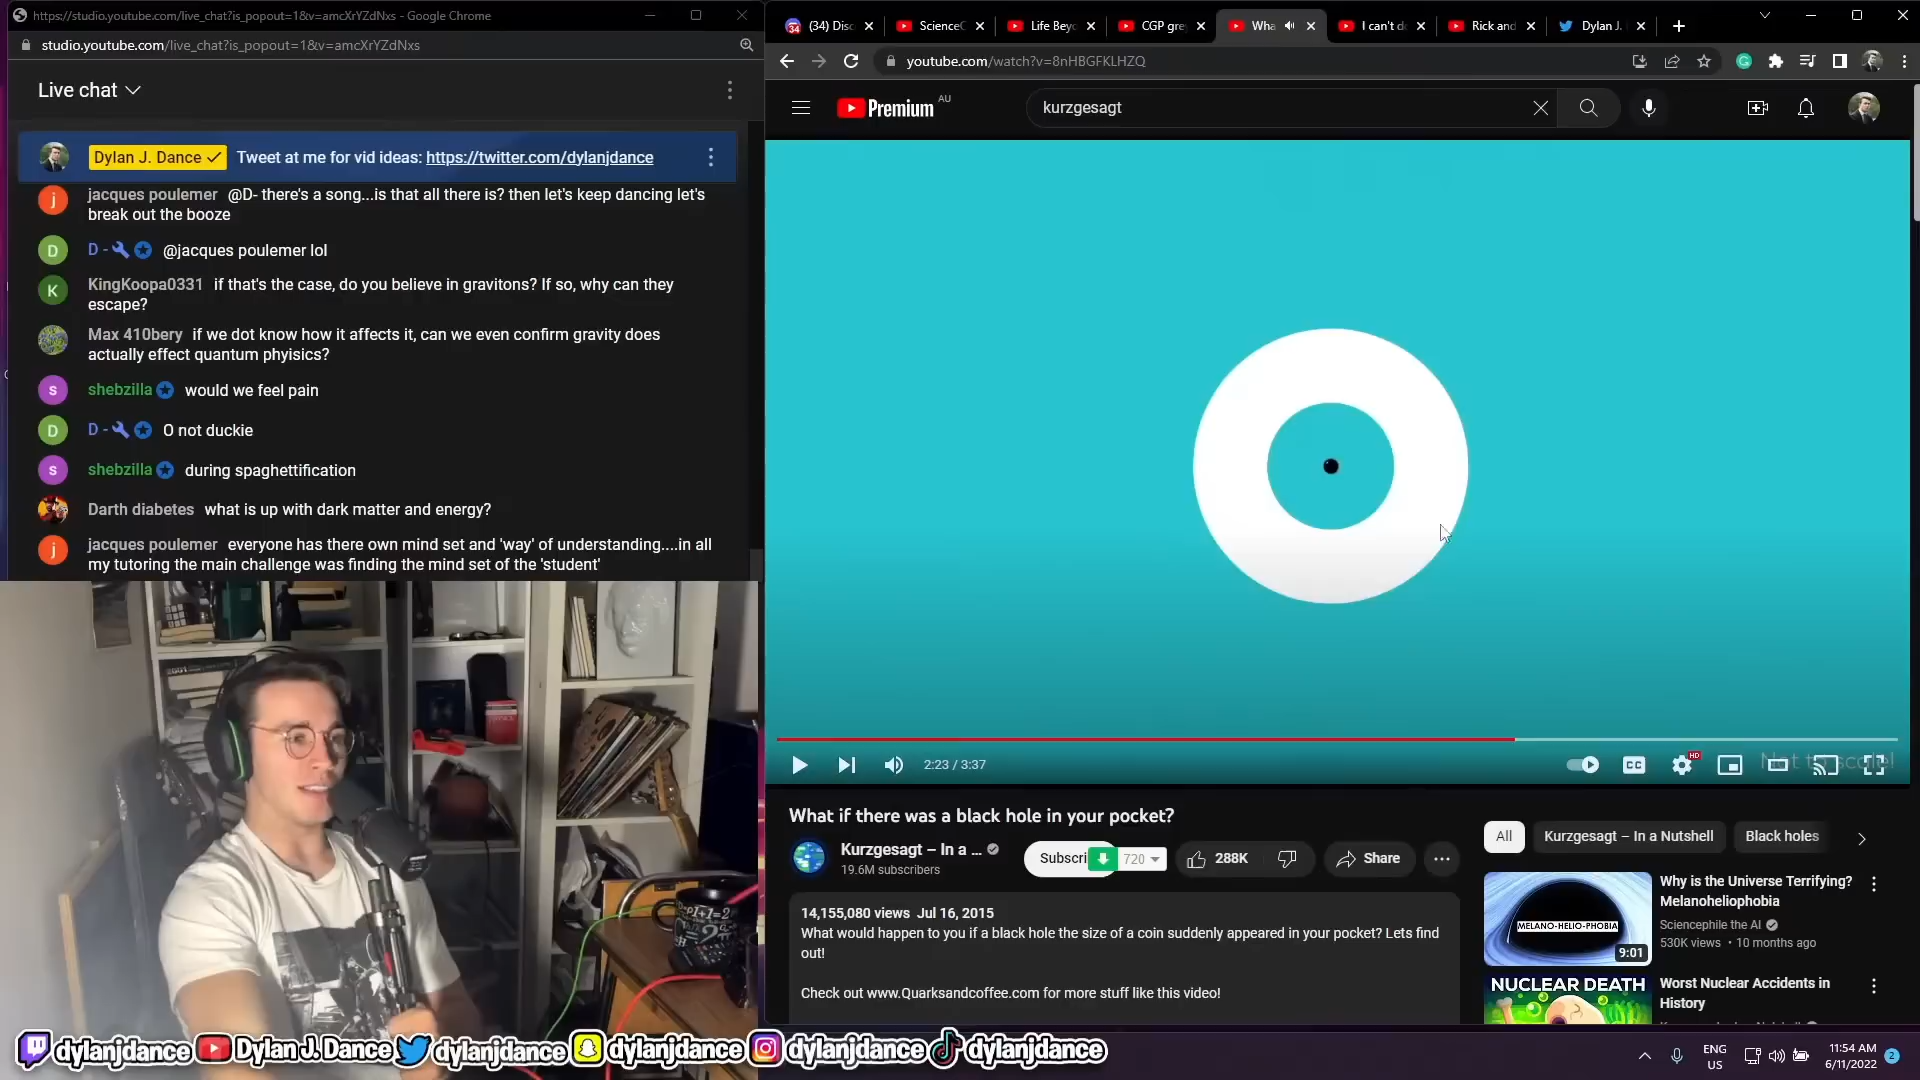 https://studio.youtube.com/live_chat?is_popout=1&v=amcXrYZdNxs - Google Chrome
studio.youtube.com/live_chat?is_popout=1&v=amcXrYZdNxs
Live chat
Dylan J. Dance Tweet at me for vid ideas: https://twitter.com/dylanjdance
jacques poulemer @D- there's a song...is that all there is? then let's keep dancing let's
break out the booze
D - @jacques poulemer lol
KingKoopa0331 if that's the case, do you believe in gravitons? If so, why can they
escape?
Max 410bery if we dot know how it affects it, can we even confirm gravity does
actually effect quantum phyisics?
shebzilla would we feel pain
D - O not duckie
shebzilla during spaghettification
Darth diabetes what is up with dark matter and energy?
jacques poulemer everyone has there own mind set and 'way' of understanding....in all
my tutoring the main challenge was finding the mind set of the 'student'
(34) Disc
ScienceC
Life Bey
CGP gre
Wha
I can't d
Rick and
Dylan J.
youtube.com/watch?v=8nHBGFKLHZQ
Premium AU
kurzgesagt
2:23 / 3:37
CC
HD
Not to scale!
What if there was a black hole in your pocket?
Kurzgesagt – In a ...
19.6M subscribers
Subscri
720
288K
Share
14,155,080 views Jul 16, 2015
What would happen to you if a black hole the size of a coin suddenly appeared in your pocket? Lets find
out!
Check out www.Quarksandcoffee.com for more stuff like this video!
All
Kurzgesagt – In a Nutshell
Black holes
MELANO-HELIO-PHOBIA
9:01
Why is the Universe Terrifying?
Melanoheliophobia
Sciencephile the AI
530K views • 10 months ago
NUCLEAR DEATH
Worst Nuclear Accidents in
History
dylanjdance
Dylan J. Dance
dylanjdance
dylanjdance
dylanjdance
dylanjdance
ENG
US
11:54 AM
6/11/2022
2